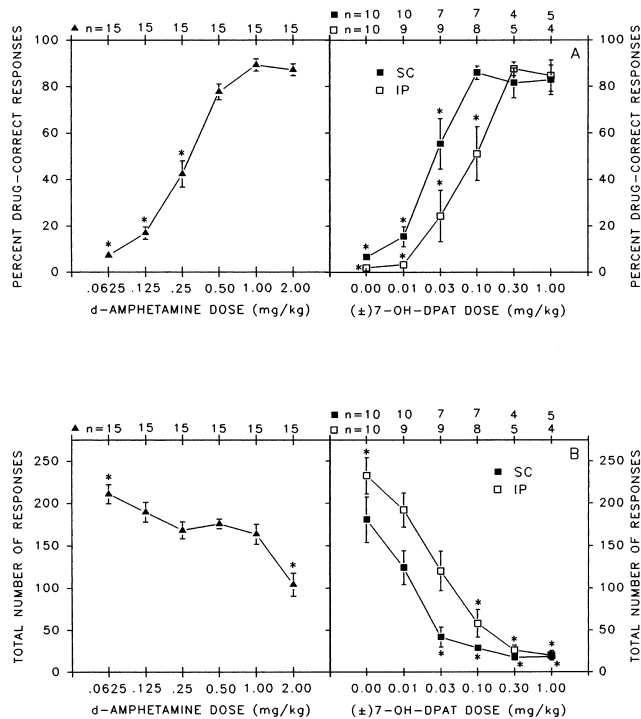 n=10 10 7 7 4 5
n=15 15 15 15 15 15
n=10 9 9 8 5 4
PERCENT DRUG-CORRECT RESPONSES
100
80
60
40
20
0
.0625 .125 .25 0.50 1.00 2.00
d-AMPHETAMINE DOSE (mg/kg)
* * *
A
SC
IP
* * * * * * *
0.00 0.01 0.03 0.10 0.30 1.00
(±)7-OH-DPAT DOSE (mg/kg)
100
80
60
40
20
0
PERCENT DRUG-CORRECT RESPONSES
n=10 10 7 7 4 5
n=15 15 15 15 15 15
n=10 9 9 8 5 4
TOTAL NUMBER OF RESPONSES
250
200
150
100
50
0
.0625 .125 .25 0.50 1.00 2.00
d-AMPHETAMINE DOSE (mg/kg)
* *
B
SC
IP
* * * * * * * *
0.00 0.01 0.03 0.10 0.30 1.00
(±)7-OH-DPAT DOSE (mg/kg)
250
200
150
100
50
0
TOTAL NUMBER OF RESPONSES